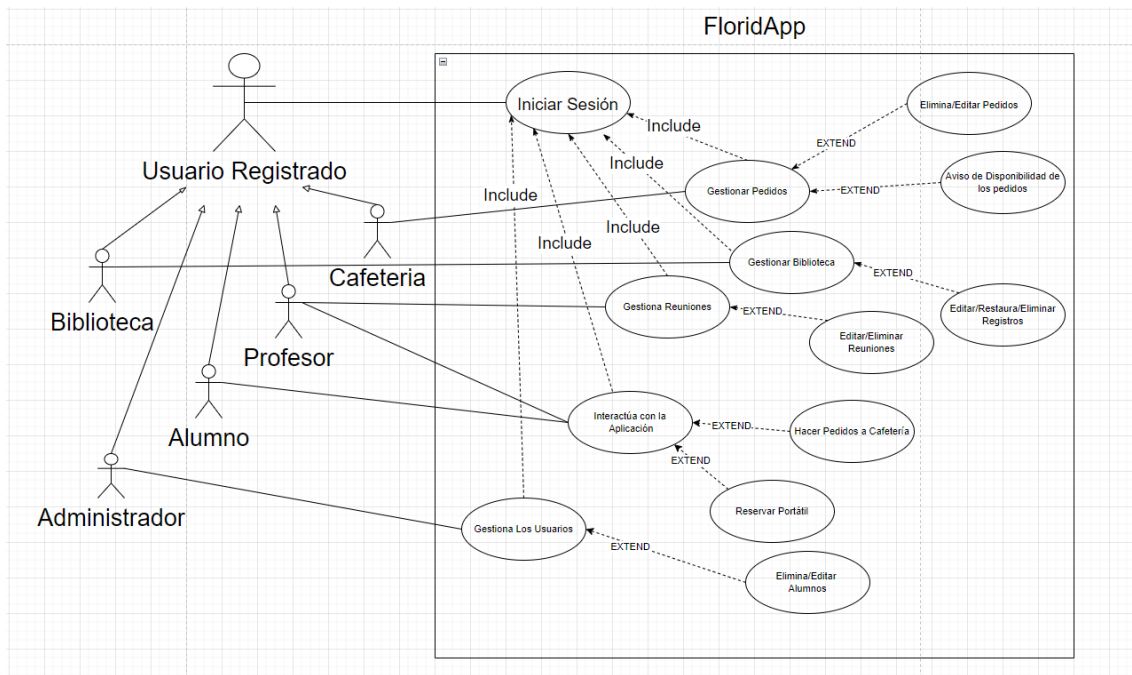 FloridApp
Iniciar Sesión
Elimina/Editar Pedidos
Include
EXTEND
Usuario Registrado
Include
Aviso de Disponibilidad de
los pedidos
Gestionar Pedidos
EXTEND
Include
Include
Include
Cafeteria
Gestionar Biblioteca
EXTEND
Biblioteca
Gestiona Reuniones
EXTEND
Editar/Restaura/Eliminar
Registros
Editar/Eliminar
Reuniones
Profesor
Interactúa con la
Aplicación
EXTEND
Hacer Pedidos a Cafetería
Alumno
EXTEND
Reservar Portátil
Administrador
Gestiona Los Usuarios
EXTEND
Elimina/Editar
Alumnos